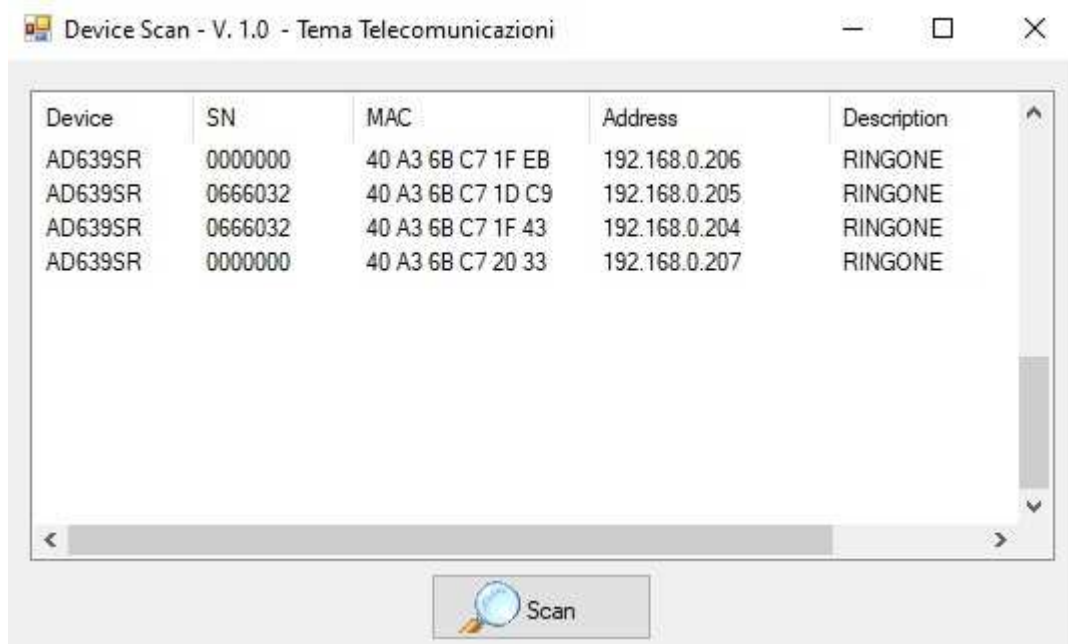 Device Scan - V. 1.0 - Tema Telecomunicazioni
Device SN MAC Address Description
AD639SR 0000000 40 A3 6B C7 1F EB 192.168.0.206 RINGONE
AD639SR 0666032 40 A3 6B C7 1D C9 192.168.0.205 RINGONE
AD639SR 0666032 40 A3 6B C7 1F 43 192.168.0.204 RINGONE
AD639SR 0000000 40 A3 6B C7 20 33 192.168.0.207 RINGONE
Scan